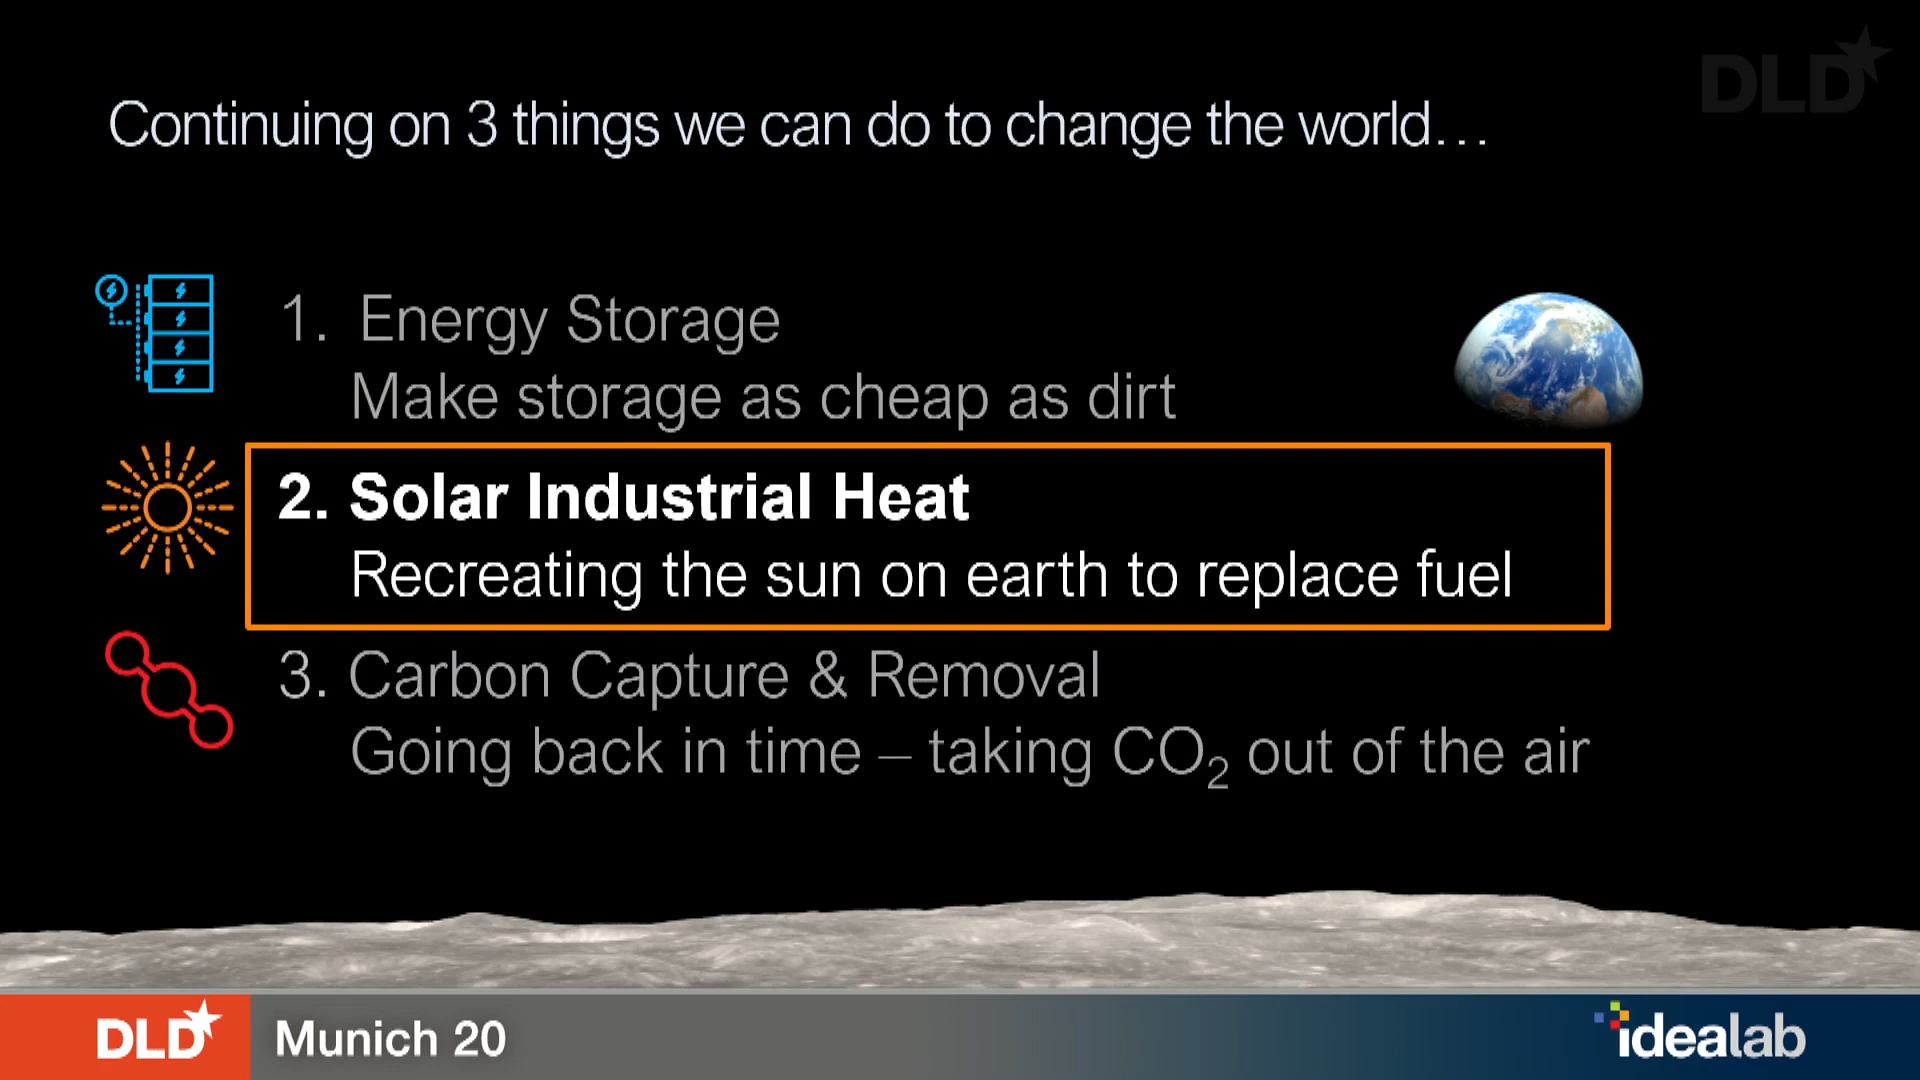 DLD
Continuing on 3 things we can do to change the world…
1. Energy Storage
Make storage as cheap as dirt
2. Solar Industrial Heat
Recreating the sun on earth to replace fuel
3. Carbon Capture & Removal
Going back in time – taking CO₂ out of the air
DLD Munich 20
idealab